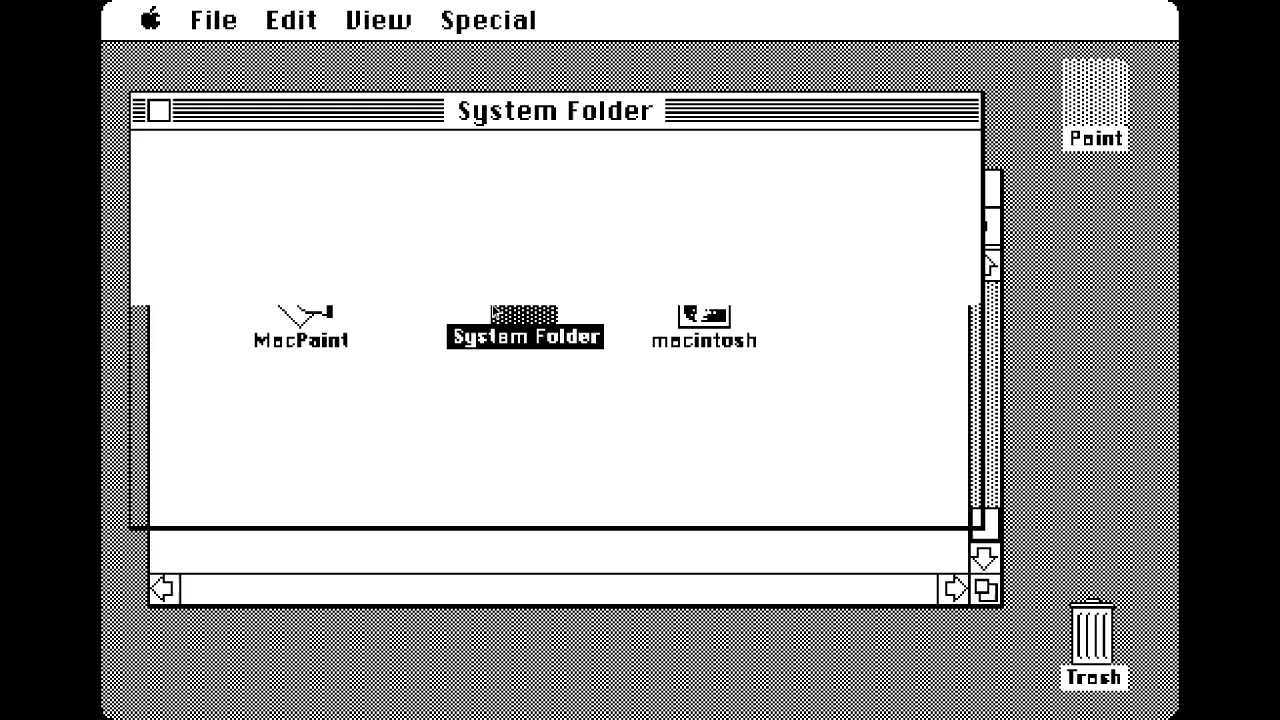 File Edit View Special
System Folder
Paint
MacPaint System Folder macintosh
Trash